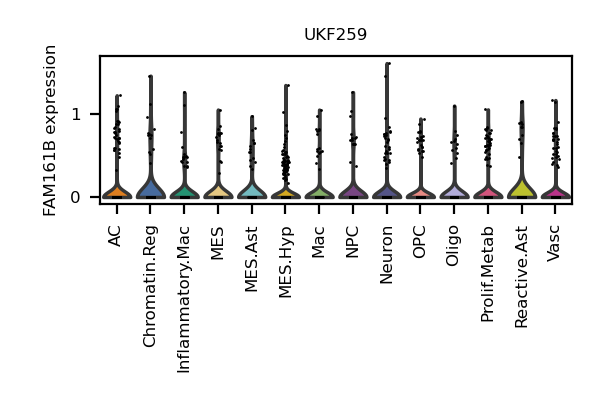 UKF259
FAM161B expression
1
0
AC
Chromatin.Reg
Inflammatory.Mac
MES
MES.Ast
MES.Hyp
Mac
NPC
Neuron
OPC
Oligo
Prolif.Metab
Reactive.Ast
Vasc